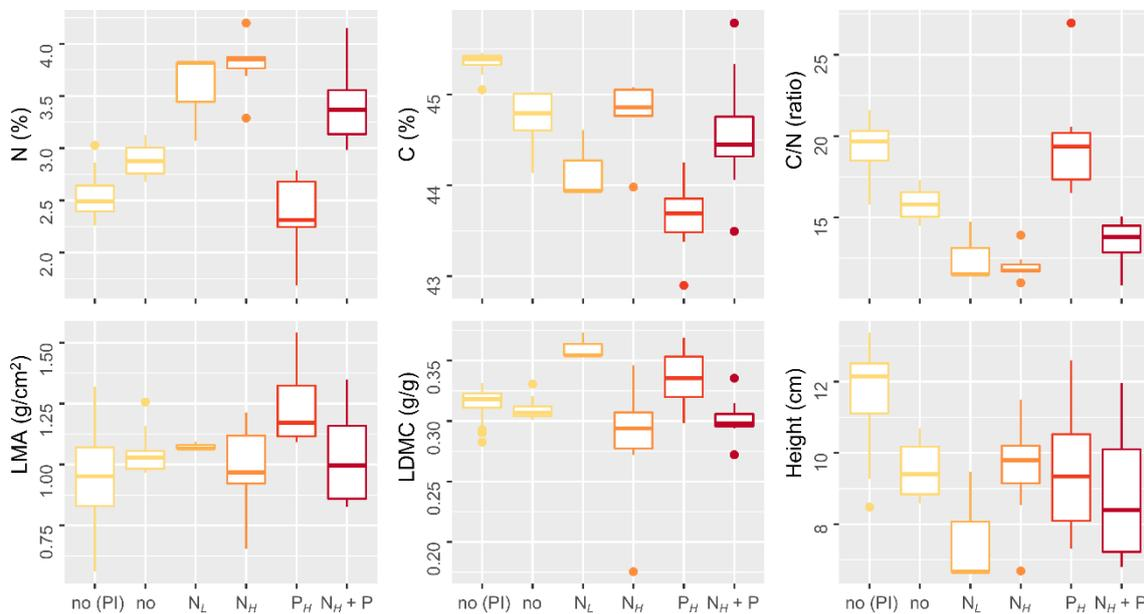 N (%)
4.0
3.5
3.0
2.5
2.0
C (%)
45
44
43
C/N (ratio)
25
20
15
LMA (g/cm²)
1.50
1.25
1.00
0.75
no (PI) no N_L N_H P_H N_H + P
LDMC (g/g)
0.35
0.30
0.25
0.20
no (PI) no N_L N_H P_H N_H + P
Height (cm)
12
10
8
no (PI) no N_L N_H P_H N_H + P